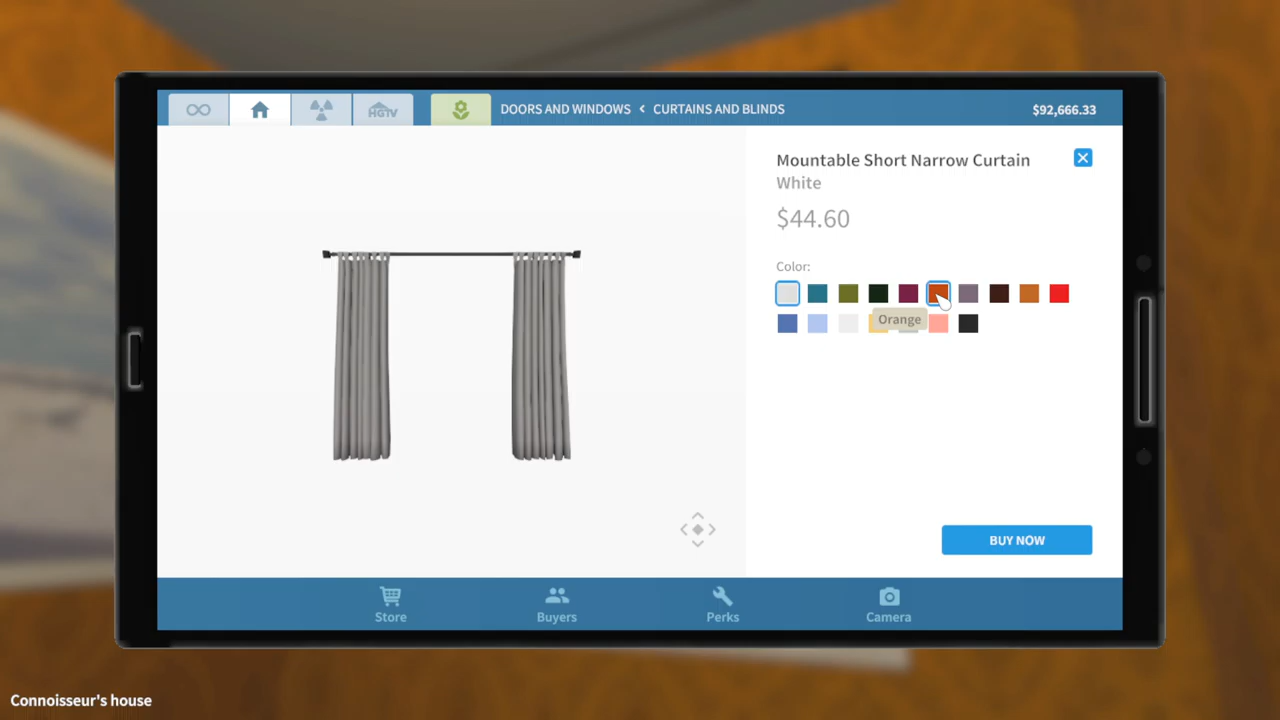 HGTV
DOORS AND WINDOWS < CURTAINS AND BLINDS
$92,666.33
Mountable Short Narrow Curtain
White
$44.60
Color:
Orange
BUY NOW
Store
Buyers
Perks
Camera
Connoisseur's house